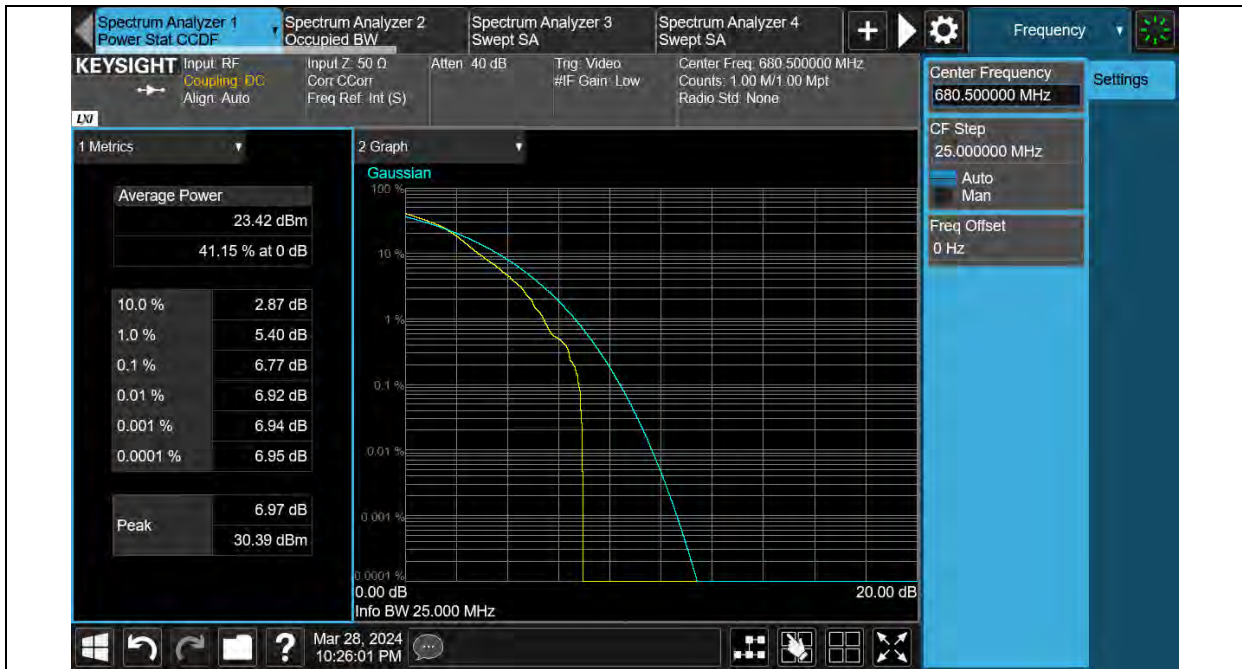 Spectrum Analyzer 1
Power Stat CCDF
Spectrum Analyzer 2
Occupied BW
Spectrum Analyzer 3
Swept SA
Spectrum Analyzer 4
Swept SA
+
Frequency
KEYSIGHT
LXI
Input: RF
Coupling: DC
Align: Auto
Input Z: 50 Ω
Corr CCorr
Freq Ref: Int (S)
Atten: 40 dB
Trig: Video
#IF Gain: Low
Center Freq: 680.500000 MHz
Counts: 1.00 M/1.00 Mpt
Radio Std: None
Center Frequency
680.500000 MHz
Settings
CF Step
25.000000 MHz
Auto
Man
Freq Offset
0 Hz
1 Metrics
Average Power
23.42 dBm
41.15 % at 0 dB
10.0 % 2.87 dB
1.0 % 5.40 dB
0.1 % 6.77 dB
0.01 % 6.92 dB
0.001 % 6.94 dB
0.0001 % 6.95 dB
Peak
6.97 dB
30.39 dBm
2 Graph
Gaussian
100 %
10 %
1 %
0.1 %
0.01 %
0.001 %
0.0001 %
0.00 dB
20.00 dB
Info BW 25.000 MHz
?
Mar 28, 2024
10:26:01 PM